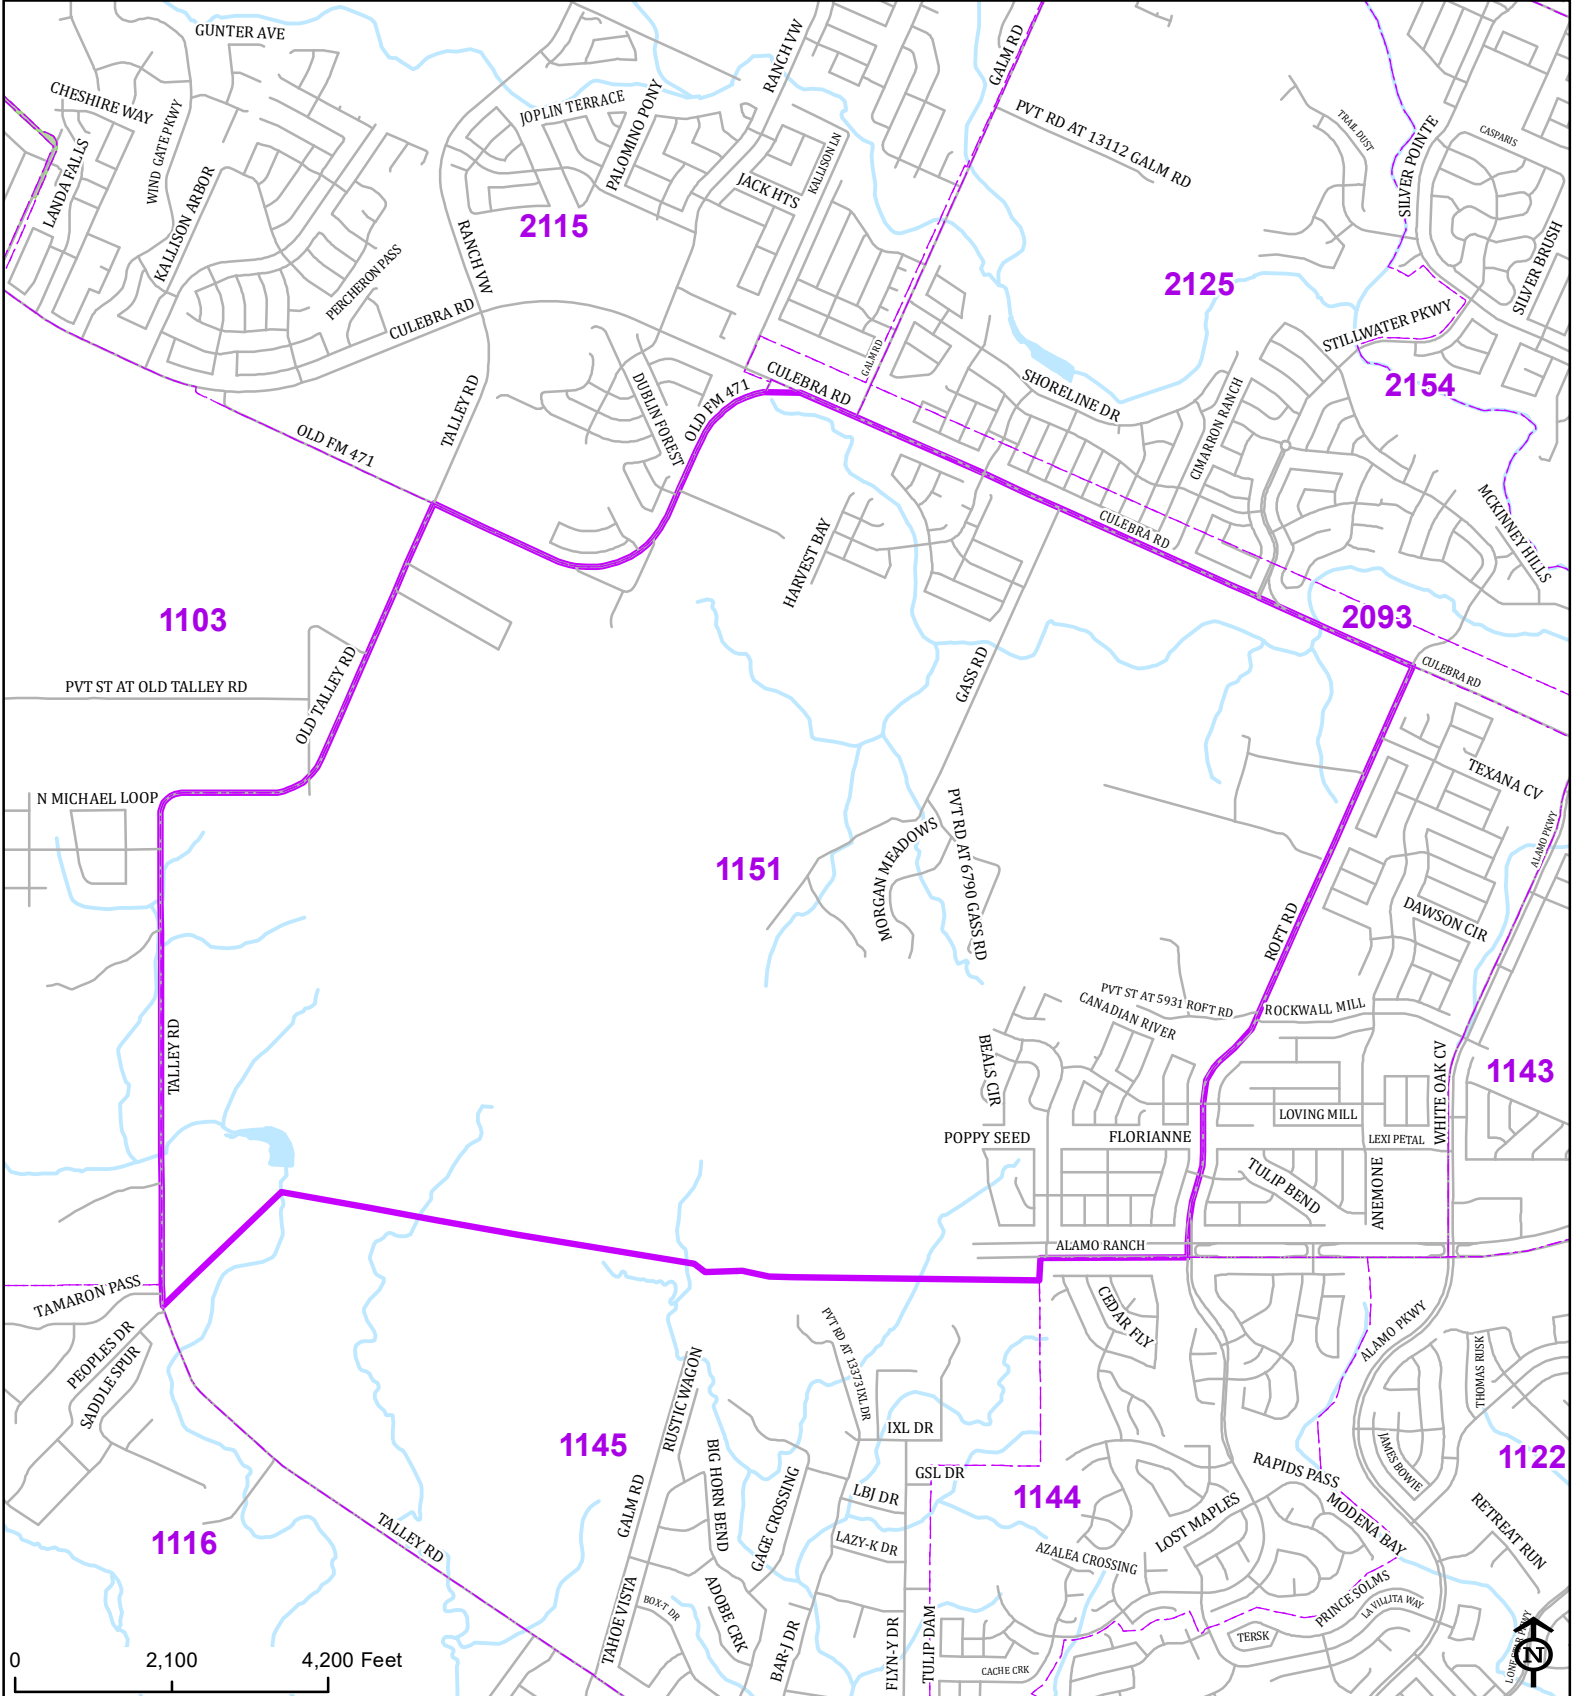 GUNTER AVE
RANCH VW
GALM RD
CHESHIRE WAY
JOPLIN TERRACE
PALOMINO PONY
WIND GATE PKWY
PVT RD AT 13112 GALM RD
TRAIL DUST
SILVER POINTE
CASPARIS
LANDA FALLS
KALLISON LN
JACK HTS
KALLISON ARBOR
2115
RANCH VW
PERCHERON PASS
2125
SILVER BRUSH
CULEBRA RD
STILLWATER PKWY
GALM RD
TALLEY RD
DUBLIN FOREST
OLD FM 471
CULEBRA RD
SHORELINE DR
2154
CIMARRON RANCH
OLD FM 471
MCKINNEY HILLS
CULEBRA RD
HARVEST BAY
1103
2093
OLD TALLEY RD
GASS RD
CULEBRA RD
PVT ST AT OLD TALLEY RD
N MICHAEL LOOP
TEXANA CV
ALAMO PKWY
MORGAN MEADOWS
PVT RD AT 6790 GASS RD
1151
DAWSON CIR
ROFT RD
PVT ST AT 5931 ROFT RD
CANADIAN RIVER
ROCKWALL MILL
TALLEY RD
BEALS CIR
WHITE OAK CV
1143
LOVING MILL
POPPY SEED
FLORIANNE
LEXI PETAL
TULIP BEND
ANEMONE
ALAMO RANCH
TAMARON PASS
CEDAR FLY
PEOPLES DR
SADDLE SPUR
PVT RD AT 13373 IXL DR
ALAMO PKWY
THOMAS RUSK
RUSTIC WAGON
IXL DR
1145
BIG HORN BEND
JAMES BOWIE
1122
GSL DR
RAPIDS PASS
GALM RD
GAGE CROSSING
LBJ DR
1144
LOST MAPLES
MODENA BAY
RETREAT RUN
1116
TALLEY RD
LAZY-K DR
AZALEA CROSSING
TAHOE VISTA
BOX-T DR
ADOBE CRK
PRINCE SOLMS
LA VILLITA WAY
BAR-J DR
FLYN-Y DR
TULIP DAM
TERSK
CACHE CRK
N
0 2,100 4,200 Feet